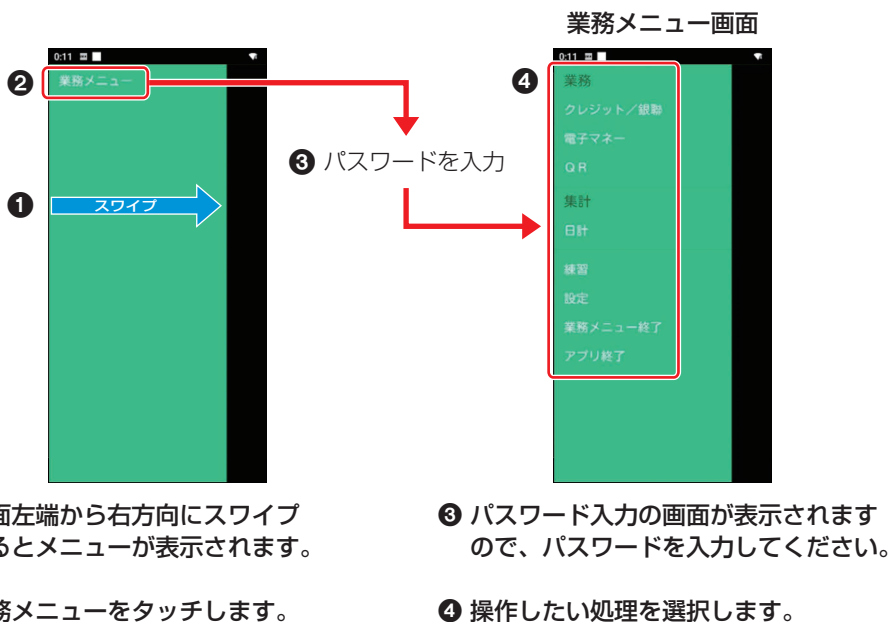 業務メニュー画面
0:11
❷ 業務メニュー
❶ スワイプ
❸ パスワードを入力
0:11
❹ 業務
クレジット／銀聯
電子マネー
QR
集計
日計
練習
設定
業務メニュー終了
アプリ終了
面左端から右方向にスワイプ
るとメニューが表示されます。
務メニューをタッチします。
❸ パスワード入力の画面が表示されます
ので、パスワードを入力してください。
❹ 操作したい処理を選択します。